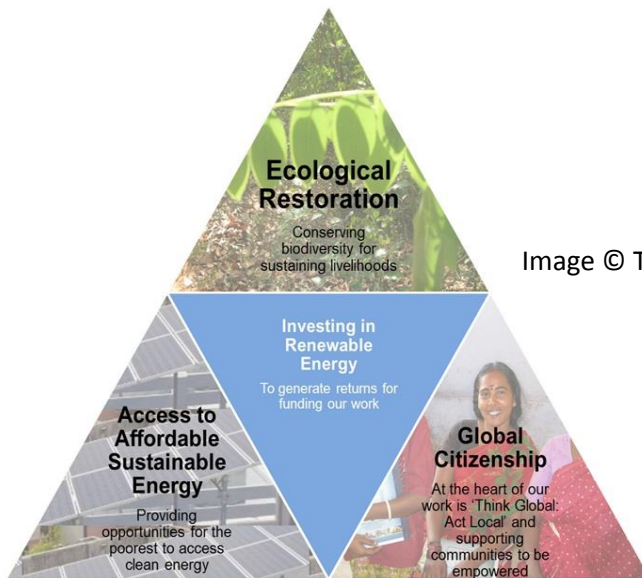 Ecological
Restoration
Conserving
biodiversity for
sustaining livelihoods
Image ©
Investing in
Renewable
Energy
To generate returns for
funding our work
Access to
Affordable
Sustainable
Energy
Providing
opportunities for the
poorest to access
clean energy
Global
Citizenship
At the heart of our
work is 'Think Global:
Act Local' and
supporting
communities to be
empowered